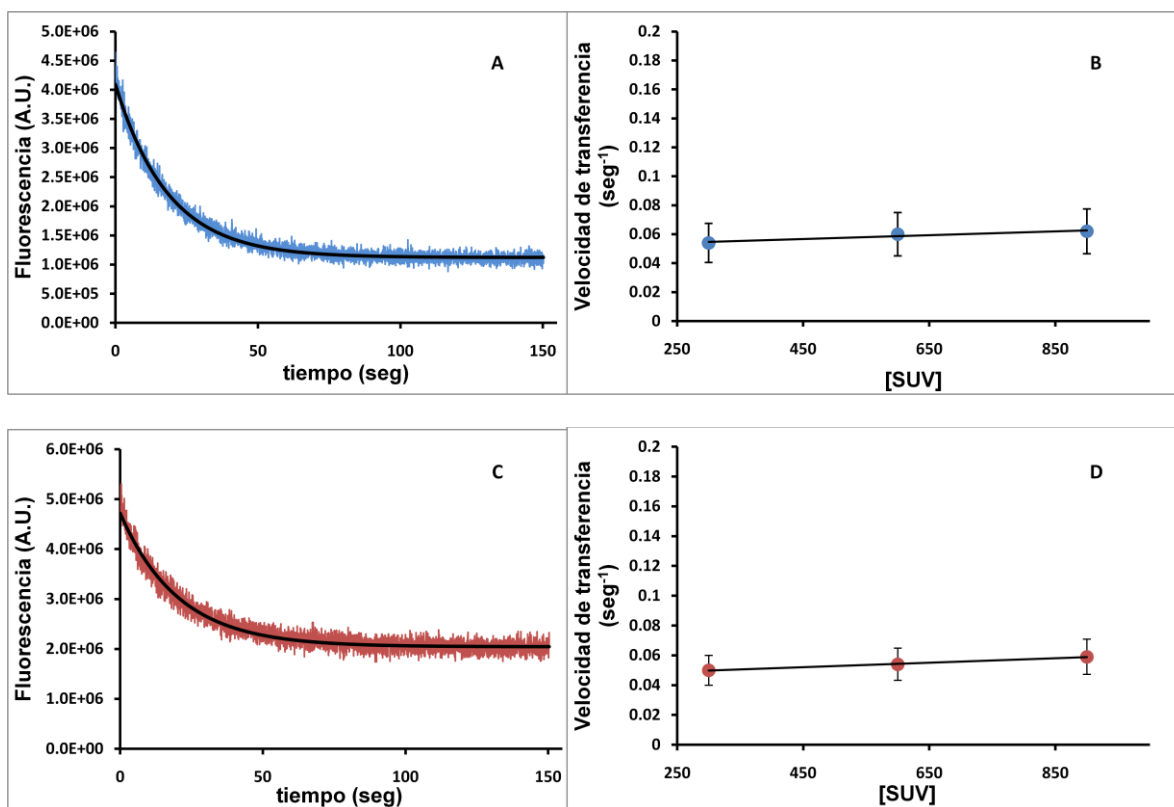 A
Fluorescencia (A.U.)
5.0E+06
4.5E+06
4.0E+06
3.5E+06
3.0E+06
2.5E+06
2.0E+06
1.5E+06
1.0E+06
5.0E+05
0.0E+00
0 50 100 150
tiempo (seg)
B
Velocidad de transferencia
(seg-1)
0.2
0.18
0.16
0.14
0.12
0.1
0.08
0.06
0.04
0.02
0
250 450 650 850
[SUV]
C
Fluorescencia (A.U.)
6.0E+06
5.0E+06
4.0E+06
3.0E+06
2.0E+06
1.0E+06
0.0E+00
0 50 100 150
tiempo (seg)
D
Velocidad de transferencia
(seg-1)
0.2
0.18
0.16
0.14
0.12
0.1
0.08
0.06
0.04
0.02
0
250 450 650 850
[SUV]